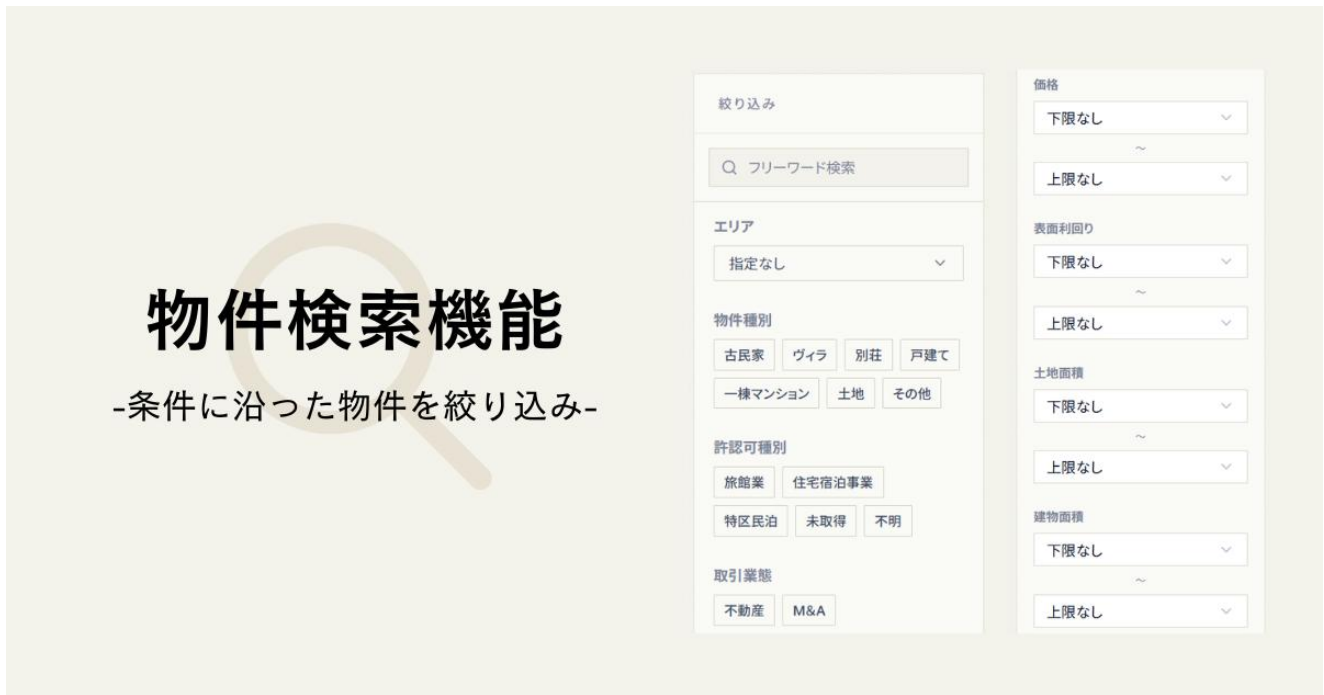 物件検索機能
-条件に沿った物件を絞り込み-
絞り込み
フリーワード検索
エリア
指定なし
物件種別
古民家 ヴィラ 別荘 戸建て
一棟マンション 土地 その他
許認可種別
旅館業 住宅宿泊事業
特区民泊 未取得 不明
取引業態
不動産 M&A
価格
下限なし
~
上限なし
表面利回り
下限なし
~
上限なし
土地面積
下限なし
~
上限なし
建物面積
下限なし
~
上限なし